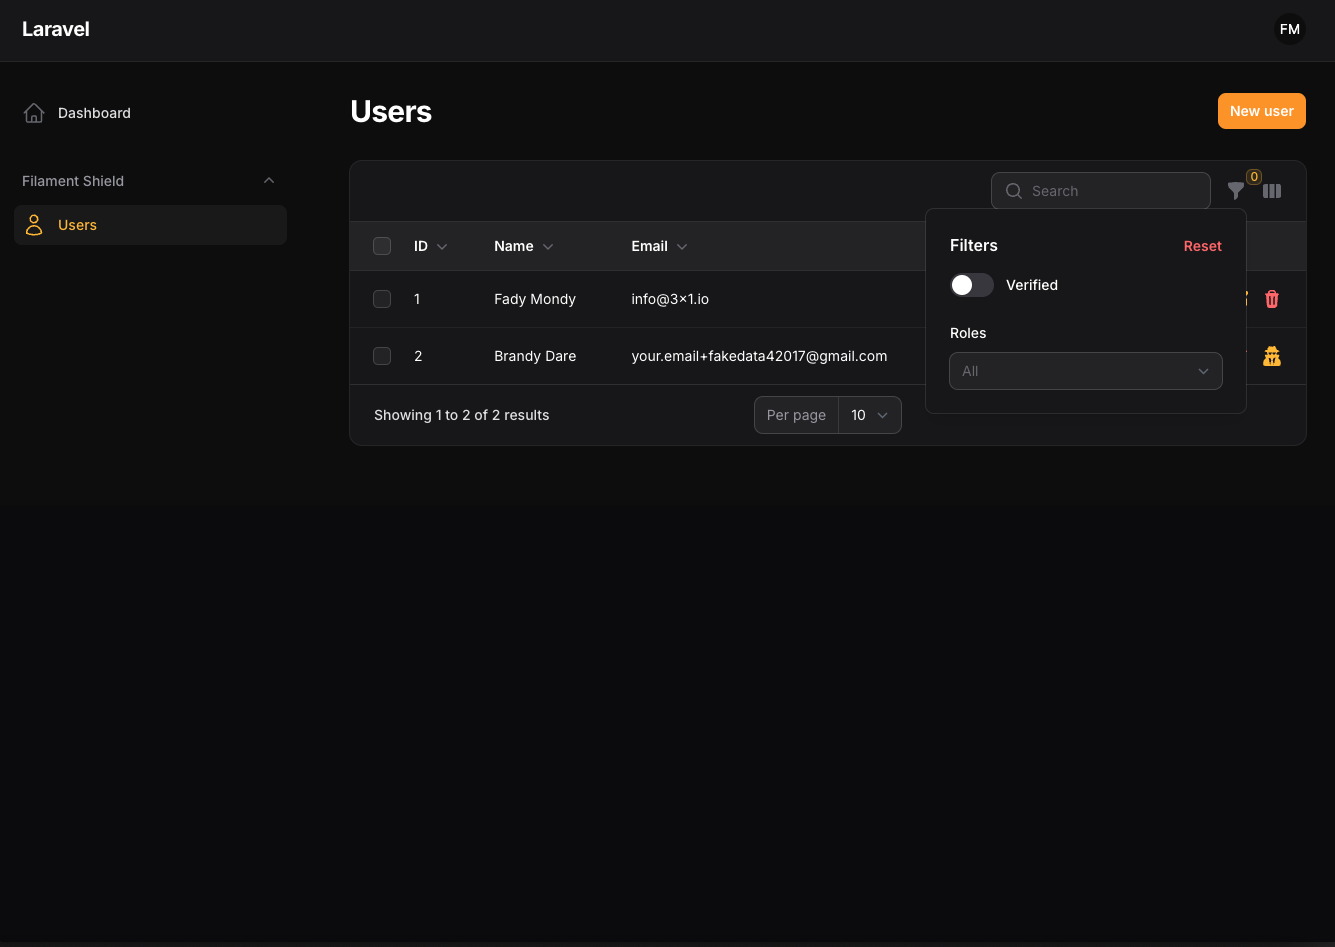 Laravel
FM
Dashboard
Filament Shield
Users
Users
New user
Search
0
ID
Name
Email
1
Fady Mondy
info@3x1.io
2
Brandy Dare
your.email+fakedata42017@gmail.com
Showing 1 to 2 of 2 results
Per page
10
Filters
Reset
Verified
Roles
All